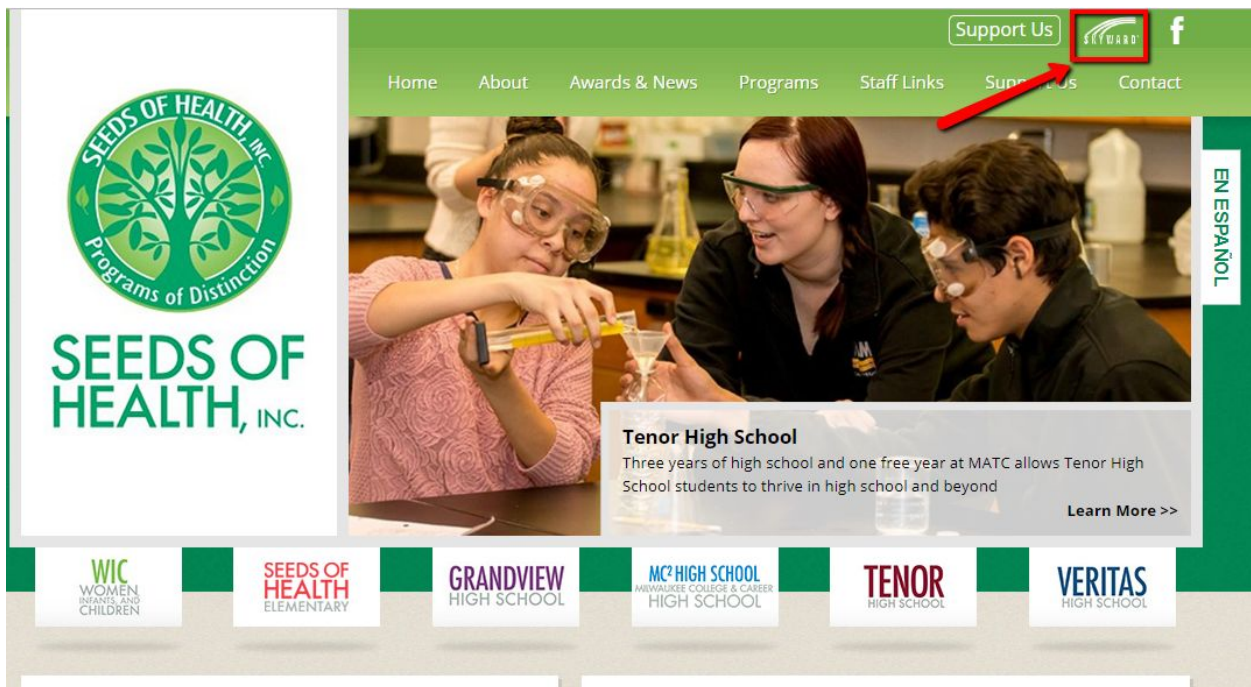 Support Us
SKYWARD
f
Home About Awards & News Programs Staff Links Support Us Contact
SEEDS OF HEALTH, INC
Programs of Distinction
SEEDS OF
HEALTH, INC.
EN ESPAÑOL
Tenor High School
Three years of high school and one free year at MATC allows Tenor High
School students to thrive in high school and beyond
Learn More >>
WIC
WOMEN,
INFANTS, AND
CHILDREN
SEEDS OF
HEALTH
ELEMENTARY
GRANDVIEW
HIGH SCHOOL
MC² HIGH SCHOOL
MILWAUKEE COLLEGE & CAREER
HIGH SCHOOL
TENOR
HIGH SCHOOL
VERITAS
HIGH SCHOOL